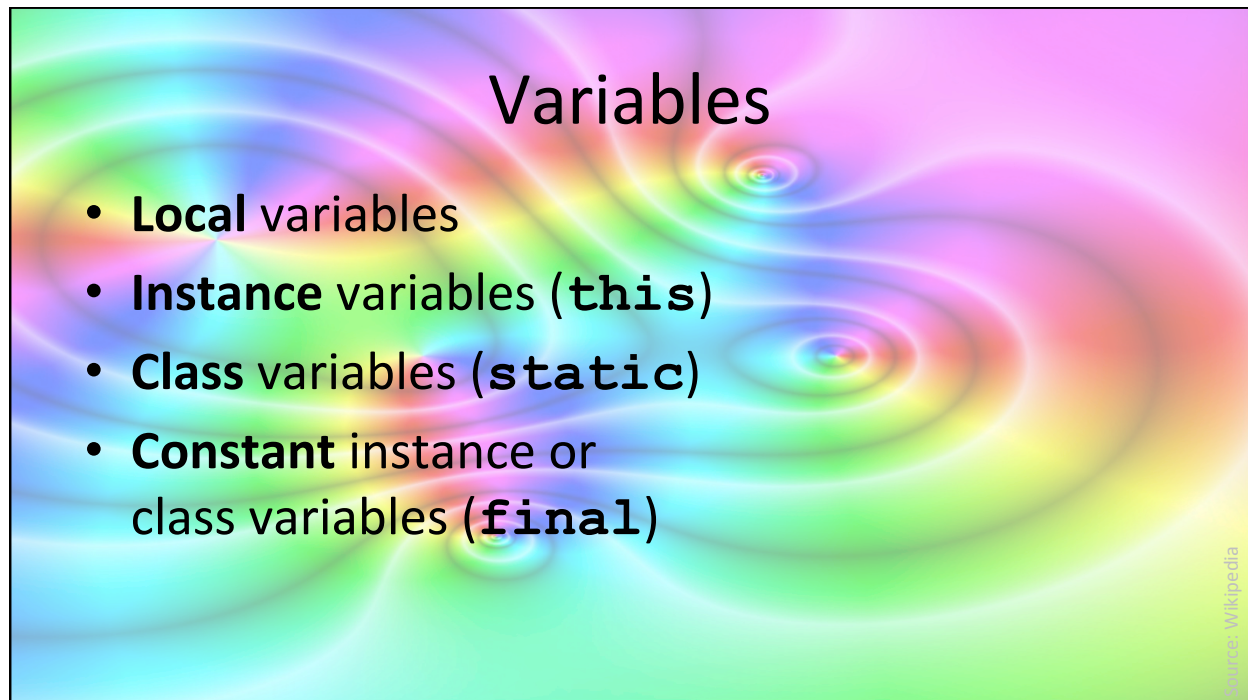 Variables
• Local variables
• Instance variables (this)
• Class variables (static)
• Constant instance or
class variables (final)
Source: Wikipedia